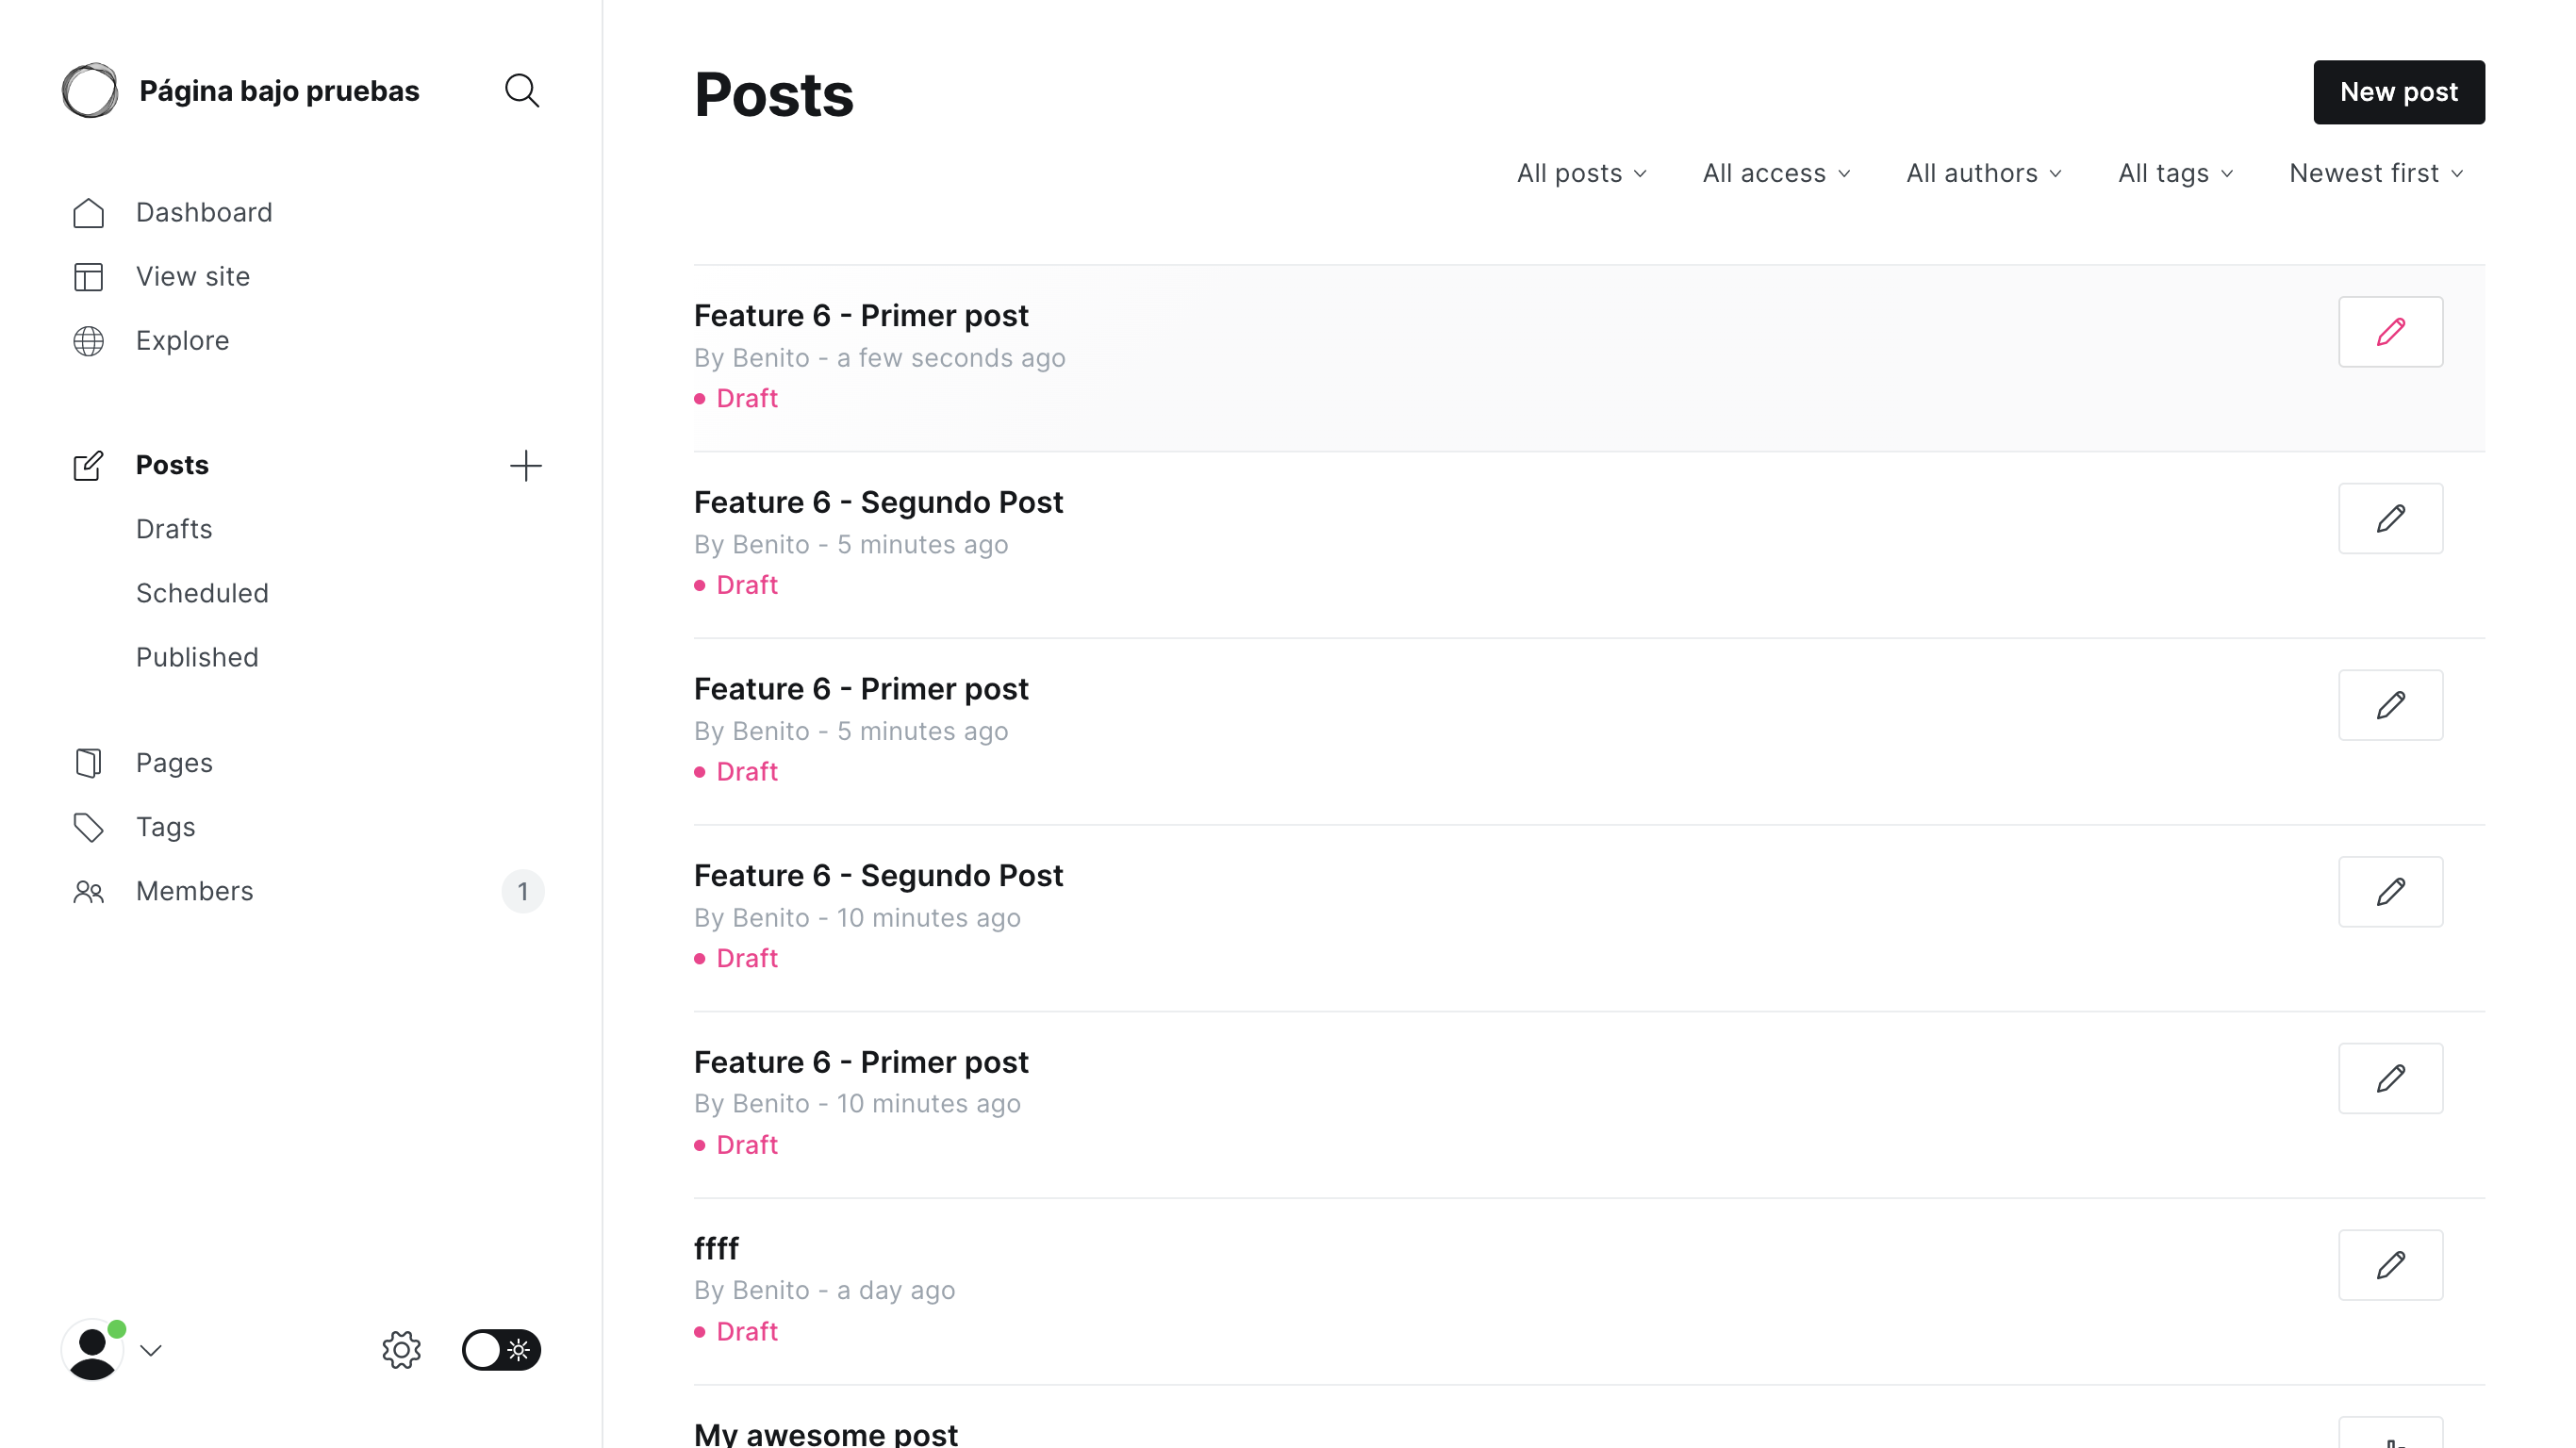 Página bajo pruebas
Dashboard
View site
Explore
Posts
Drafts
Scheduled
Published
Pages
Tags
Members 1
Posts
New post
All posts All access All authors All tags Newest first
Feature 6 - Primer post
By Benito - a few seconds ago
Draft
Feature 6 - Segundo Post
By Benito - 5 minutes ago
Draft
Feature 6 - Primer post
By Benito - 5 minutes ago
Draft
Feature 6 - Segundo Post
By Benito - 10 minutes ago
Draft
Feature 6 - Primer post
By Benito - 10 minutes ago
Draft
ffff
By Benito - a day ago
Draft
My awesome post